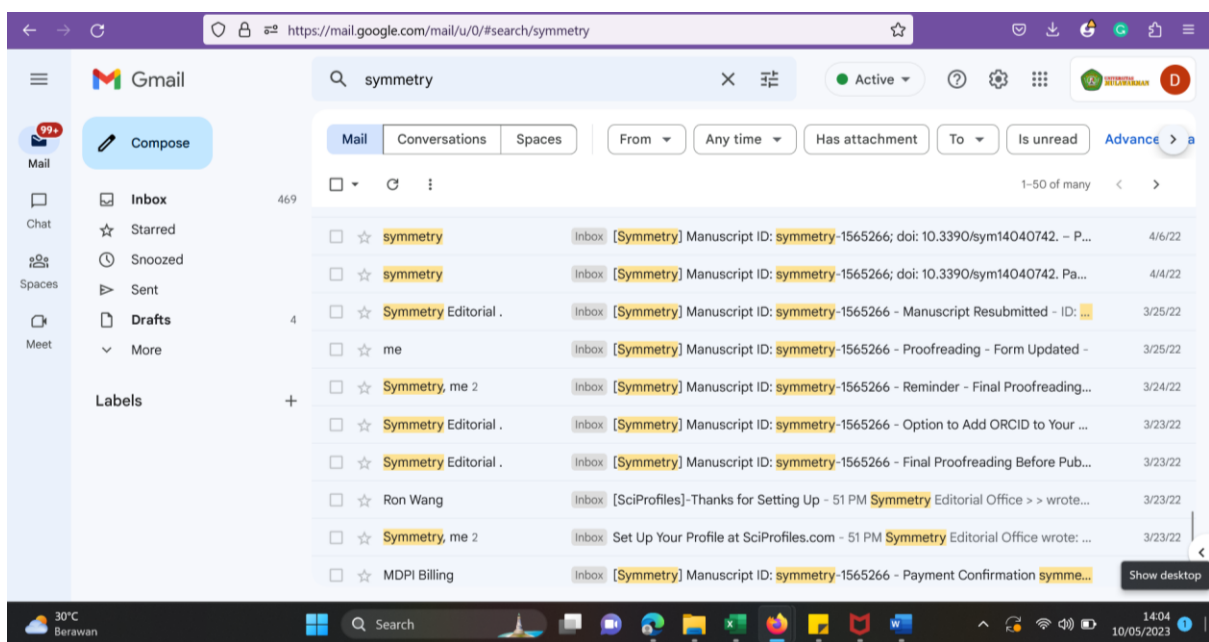 https://mail.google.com/mail/u/0/#search/symmetry
Gmail
symmetry
Active
UNIVERSITAS
MULAWARMAN
D
99+
Mail
Chat
Spaces
Meet
Compose
Inbox 469
Starred
Snoozed
Sent
Drafts 4
More
Labels
Mail Conversations Spaces From Any time Has attachment To Is unread Advance a
1–50 of many
symmetry Inbox [Symmetry] Manuscript ID: symmetry-1565266; doi: 10.3390/sym14040742. – P... 4/6/22
symmetry Inbox [Symmetry] Manuscript ID: symmetry-1565266; doi: 10.3390/sym14040742. Pa... 4/4/22
Symmetry Editorial . Inbox [Symmetry] Manuscript ID: symmetry-1565266 - Manuscript Resubmitted - ID: ... 3/25/22
me Inbox [Symmetry] Manuscript ID: symmetry-1565266 - Proofreading - Form Updated - 3/25/22
Symmetry, me 2 Inbox [Symmetry] Manuscript ID: symmetry-1565266 - Reminder - Final Proofreading... 3/24/22
Symmetry Editorial . Inbox [Symmetry] Manuscript ID: symmetry-1565266 - Option to Add ORCID to Your ... 3/23/22
Symmetry Editorial . Inbox [Symmetry] Manuscript ID: symmetry-1565266 - Final Proofreading Before Pub... 3/23/22
Ron Wang Inbox [SciProfiles]-Thanks for Setting Up - 51 PM Symmetry Editorial Office > > wrote... 3/23/22
Symmetry, me 2 Inbox Set Up Your Profile at SciProfiles.com - 51 PM Symmetry Editorial Office wrote: ... 3/23/22
MDPI Billing Inbox [Symmetry] Manuscript ID: symmetry-1565266 - Payment Confirmation symme...
Show desktop
30°C
Berawan
Search
14:04
10/05/2023
1